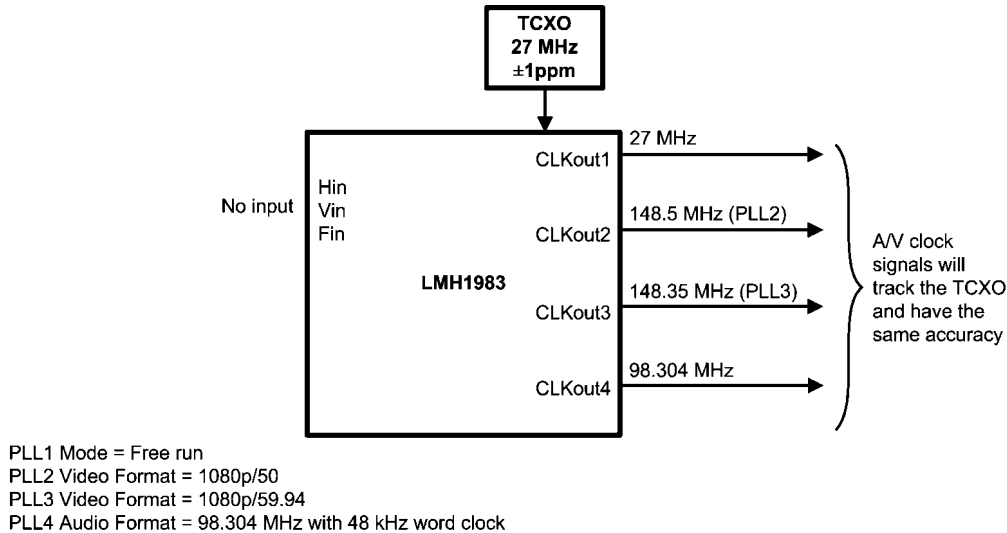 TCXO
27 MHz
±1ppm
27 MHz
CLKout1
No input
Hin
Vin
Fin
148.5 MHz (PLL2)
CLKout2
LMH1983
148.35 MHz (PLL3)
CLKout3
98.304 MHz
CLKout4
A/V clock
signals will
track the TCXO
and have the
same accuracy
PLL1 Mode = Free run
PLL2 Video Format = 1080p/50
PLL3 Video Format = 1080p/59.94
PLL4 Audio Format = 98.304 MHz with 48 kHz word clock